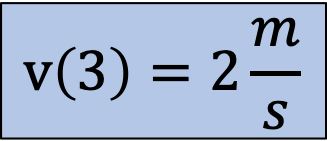 v(3) = 2 m/s